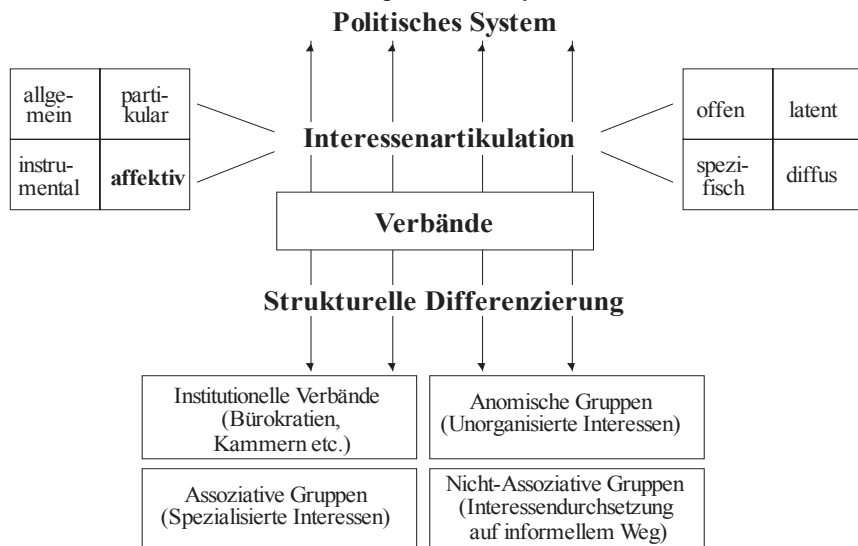 Politisches System
allge-
mein
parti-
kular
instru-
mental
affektiv
Interessenartikulation
offen
latent
spezi-
fisch
diffus
Verbände
Strukturelle Differenzierung
Institutionelle Verbände
(Bürokratien,
Kammern etc.)
Anomische Gruppen
(Unorganisierte Interessen)
Assoziative Gruppen
(Spezialisierte Interessen)
Nicht-Assoziative Gruppen
(Interessendurchsetzung
auf informellem Weg)